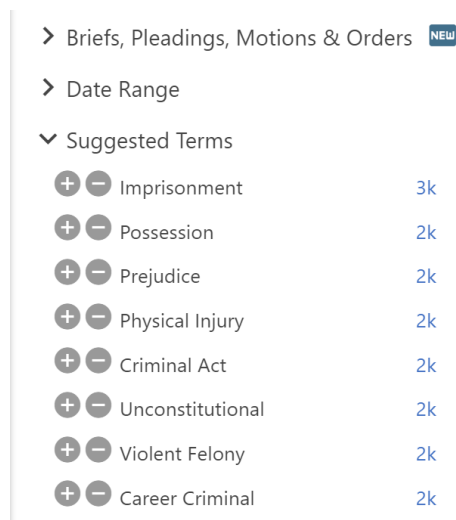 Briefs, Pleadings, Motions & Orders NEW
Date Range
Suggested Terms
Imprisonment 3k
Possession 2k
Prejudice 2k
Physical Injury 2k
Criminal Act 2k
Unconstitutional 2k
Violent Felony 2k
Career Criminal 2k